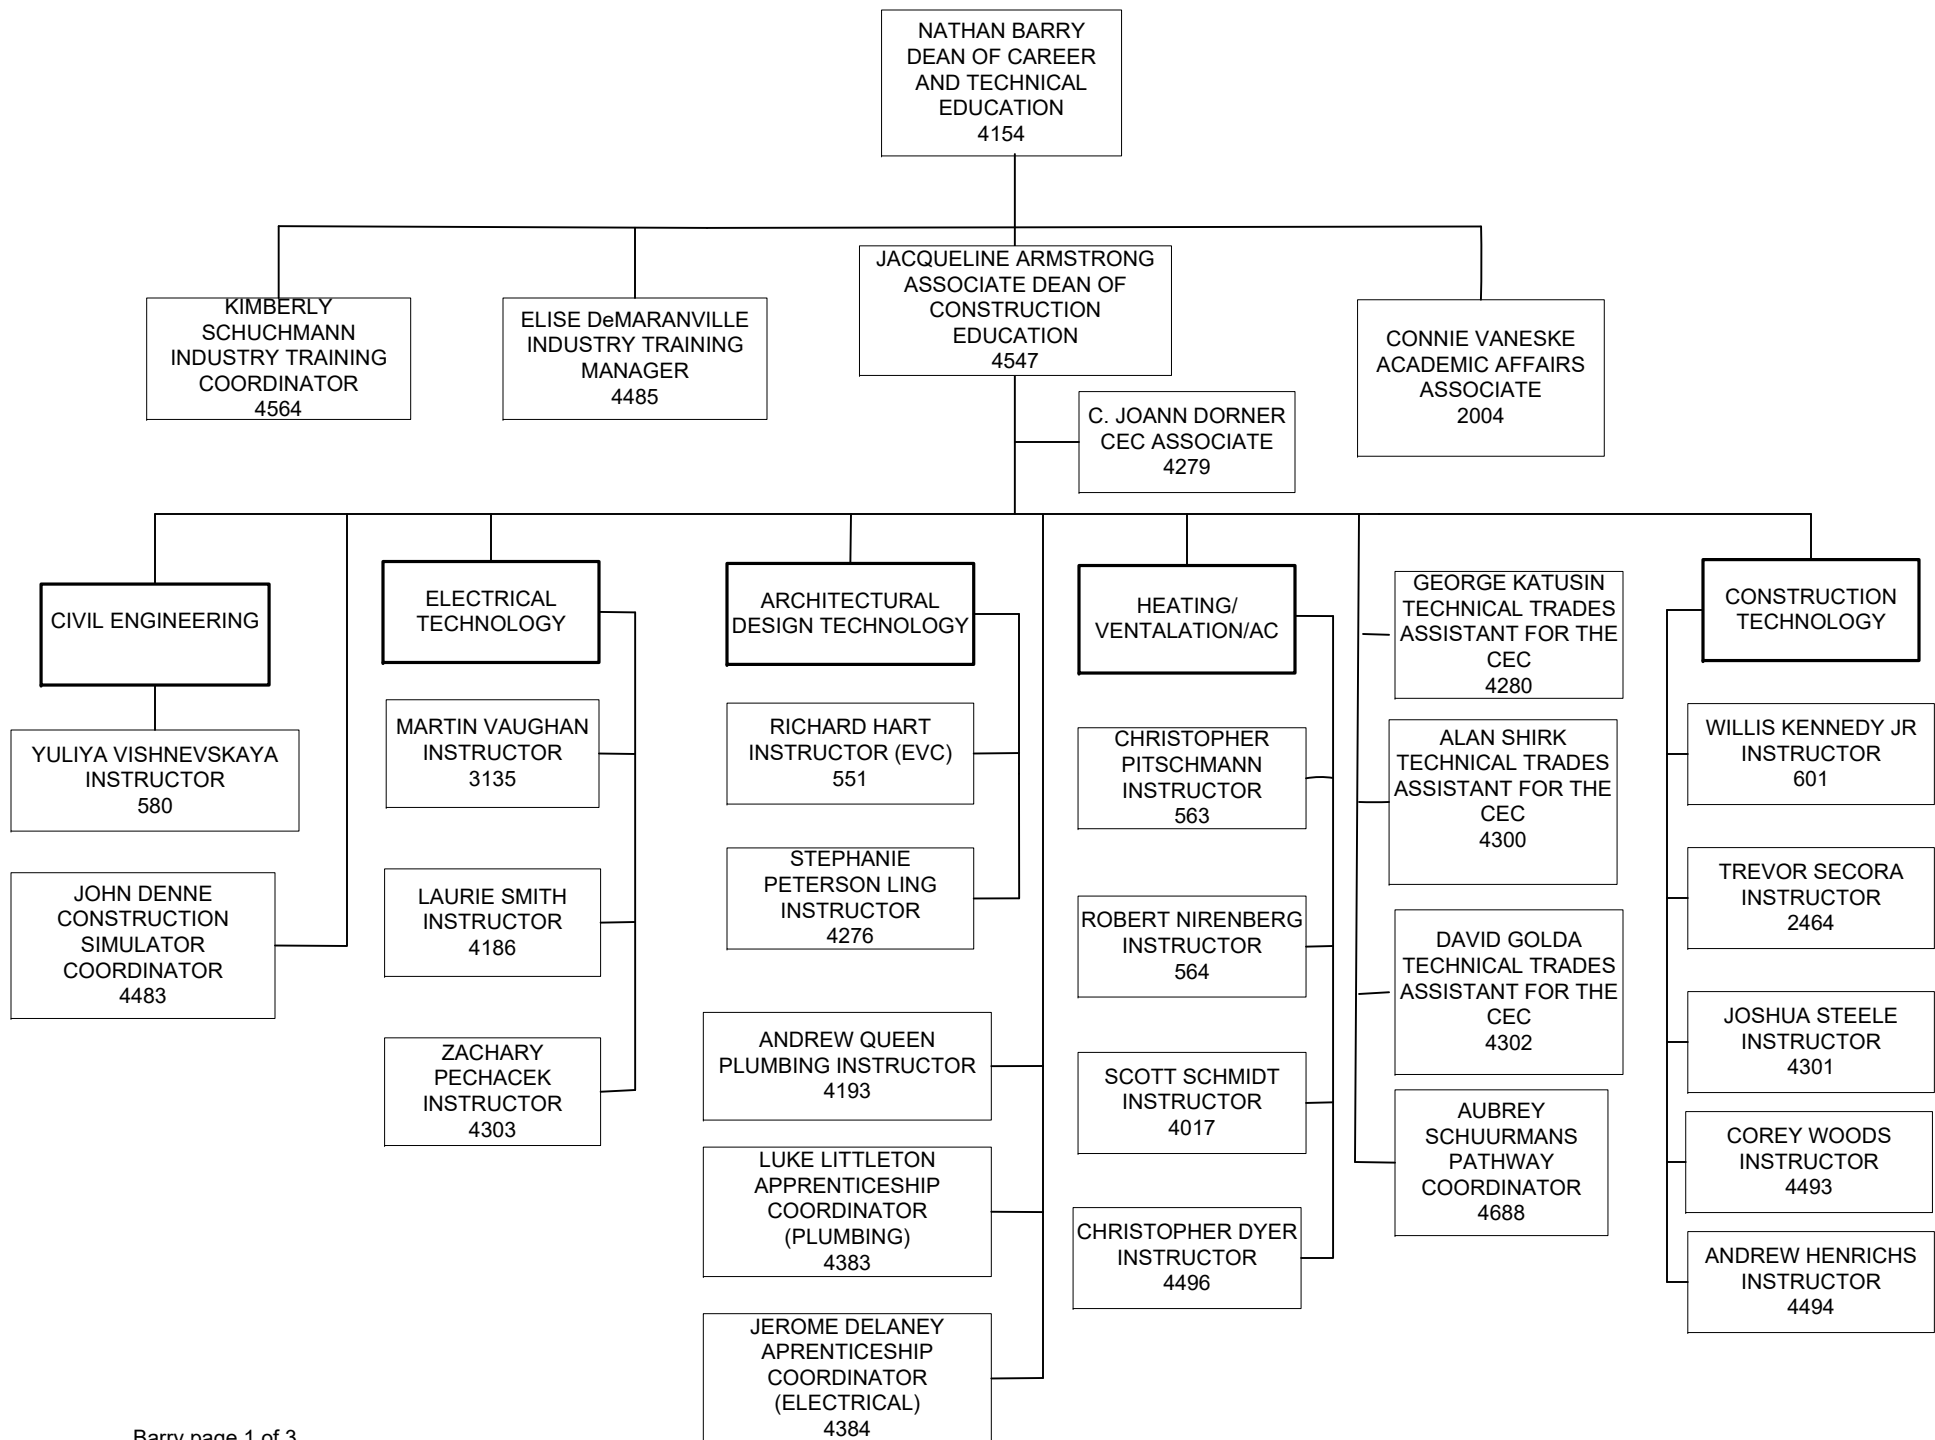 NATHAN BARRY
DEAN OF CAREER
AND TECHNICAL
EDUCATION
4154
KIMBERLY
SCHUCHMANN
INDUSTRY TRAINING
COORDINATOR
4564
ELISE DeMARANVILLE
INDUSTRY TRAINING
MANAGER
4485
JACQUELINE ARMSTRONG
ASSOCIATE DEAN OF
CONSTRUCTION
EDUCATION
4547
CONNIE VANESKE
ACADEMIC AFFAIRS
ASSOCIATE
2004
C. JOANN DORNER
CEC ASSOCIATE
4279
CIVIL ENGINEERING
YULIYA VISHNEVSKAYA
INSTRUCTOR
580
JOHN DENNE
CONSTRUCTION
SIMULATOR
COORDINATOR
4483
ELECTRICAL
TECHNOLOGY
MARTIN VAUGHAN
INSTRUCTOR
3135
LAURIE SMITH
INSTRUCTOR
4186
ZACHARY
PECHACEK
INSTRUCTOR
4303
ARCHITECTURAL
DESIGN TECHNOLOGY
RICHARD HART
INSTRUCTOR (EVC)
551
STEPHANIE
PETERSON LING
INSTRUCTOR
4276
ANDREW QUEEN
PLUMBING INSTRUCTOR
4193
LUKE LITTLETON
APPRENTICESHIP
COORDINATOR
(PLUMBING)
4383
JEROME DELANEY
APRENTICESHIP
COORDINATOR
(ELECTRICAL)
4384
HEATING/
VENTALATION/AC
CHRISTOPHER
PITSCHMANN
INSTRUCTOR
563
ROBERT NIRENBERG
INSTRUCTOR
564
SCOTT SCHMIDT
INSTRUCTOR
4017
CHRISTOPHER DYER
INSTRUCTOR
4496
GEORGE KATUSIN
TECHNICAL TRADES
ASSISTANT FOR THE
CEC
4280
ALAN SHIRK
TECHNICAL TRADES
ASSISTANT FOR THE
CEC
4300
DAVID GOLDA
TECHNICAL TRADES
ASSISTANT FOR THE
CEC
4302
AUBREY
SCHUURMANS
PATHWAY
COORDINATOR
4688
CONSTRUCTION
TECHNOLOGY
WILLIS KENNEDY JR
INSTRUCTOR
601
TREVOR SECORA
INSTRUCTOR
2464
JOSHUA STEELE
INSTRUCTOR
4301
COREY WOODS
INSTRUCTOR
4493
ANDREW HENRICHS
INSTRUCTOR
4494
Barry page 1 of 3